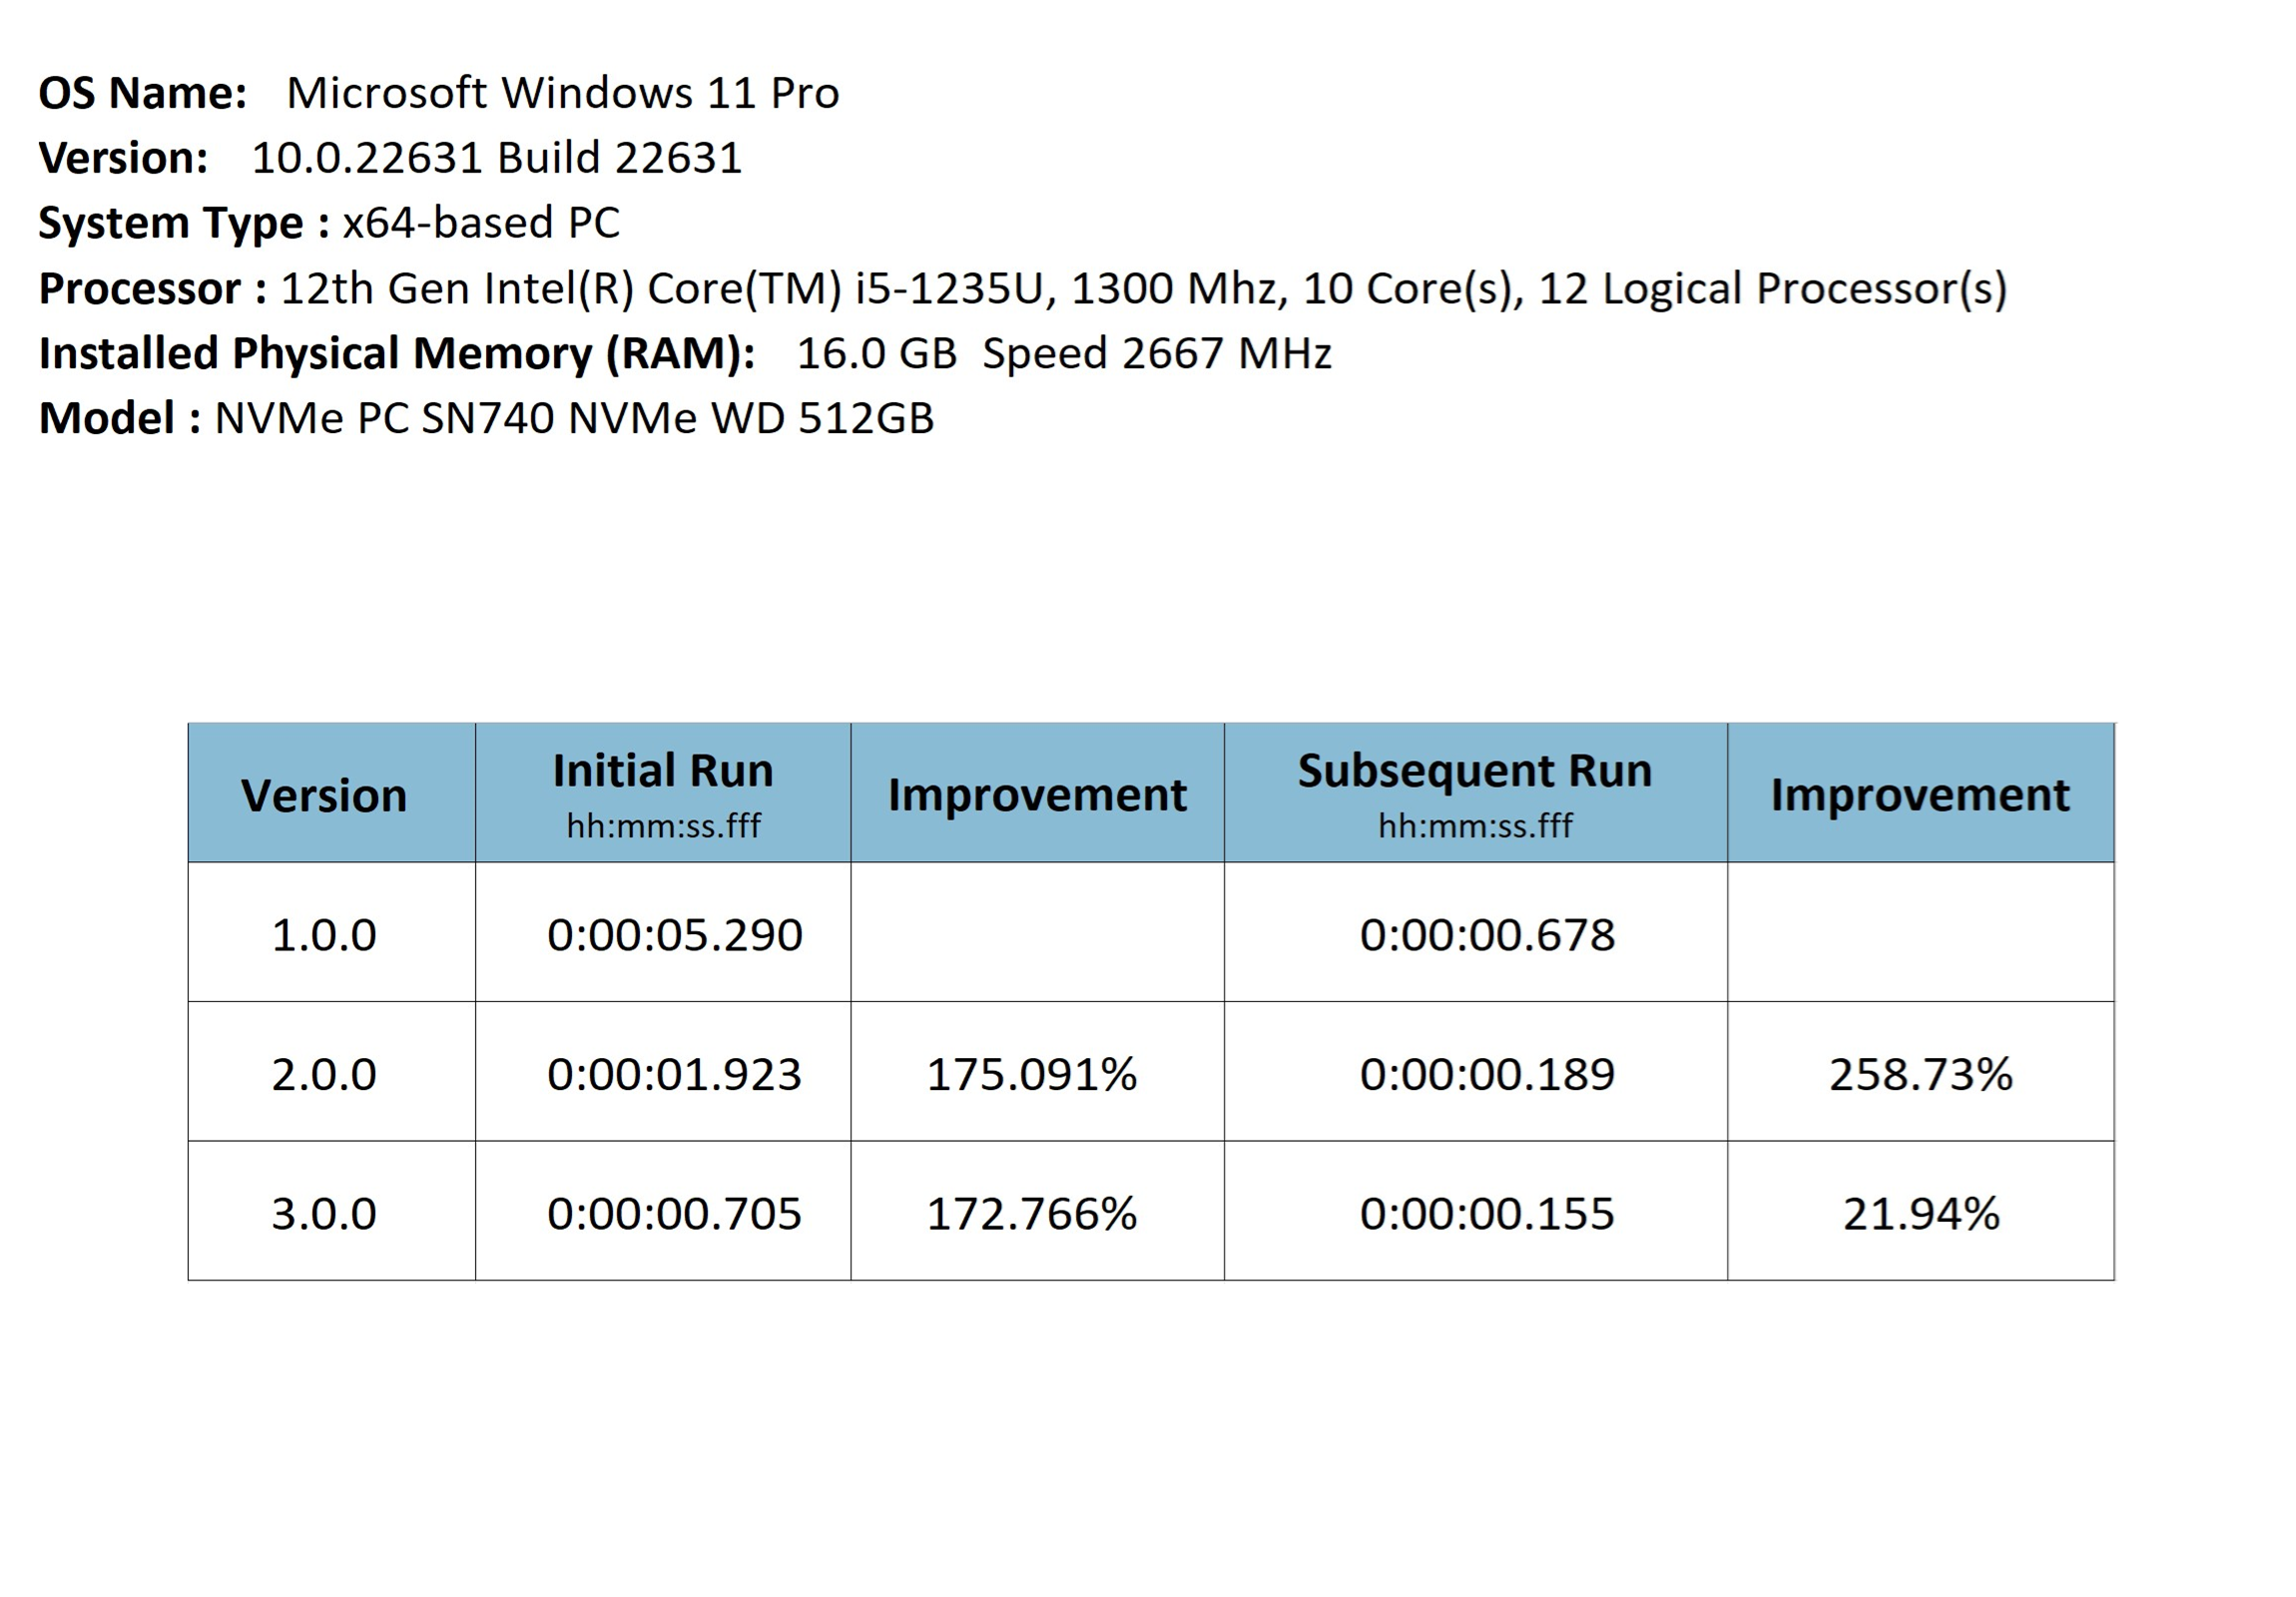 OS Name: Microsoft Windows 11 Pro
Version: 10.0.22631 Build 22631
System Type : x64-based PC
Processor : 12th Gen Intel(R) Core(TM) i5-1235U, 1300 Mhz, 10 Core(s), 12 Logical Processor(s)
Installed Physical Memory (RAM): 16.0 GB Speed 2667 MHz
Model : NVMe PC SN740 NVMe WD 512GB
Version Initial Run hh:mm:ss.fff Improvement Subsequent Run hh:mm:ss.fff Improvement
1.0.0 0:00:05.290 0:00:00.678
2.0.0 0:00:01.923 175.091% 0:00:00.189 258.73%
3.0.0 0:00:00.705 172.766% 0:00:00.155 21.94%